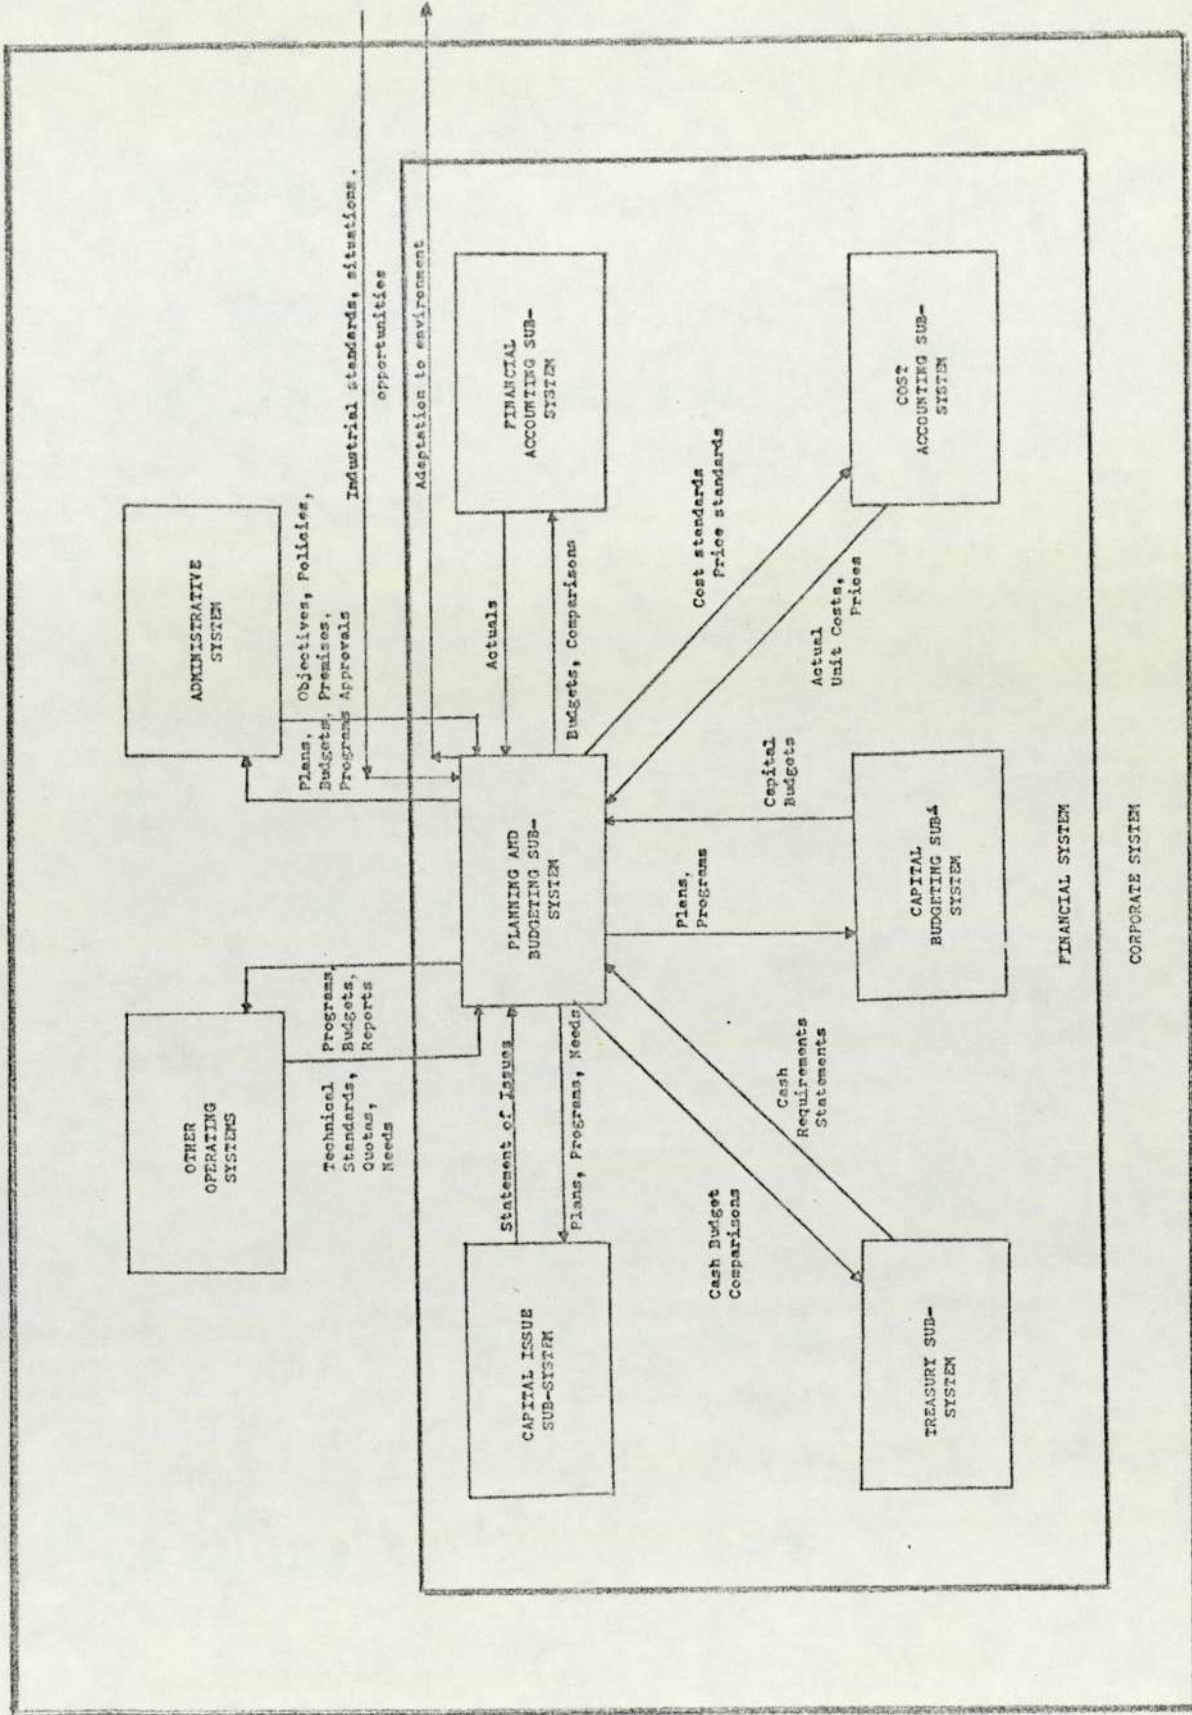 OTHER
OPERATING
SYSTEMS
ADMINISTRATIVE
SYSTEM
Technical
Standards,
Quotas,
Needs
Programs,
Budgets,
Reports
Plans,
Budgets,
Programs
Objectives, Policies,
Premises,
Approvals
Industrial standards, situations,
opportunities
Adaptation to environment
CAPITAL ISSUE
SUB-SYSTEM
Statement of Issues
Plans, Programs, Needs
PLANNING AND
BUDGETING SUB-
SYSTEM
Actuals
Budgets, Comparisons
FINANCIAL
ACCOUNTING SUB-
SYSTEM
Cash Budget
Comparisons
Cash
Requirements
Statements
Plans,
Programs
Capital
Budgets
Actual
Unit Costs,
Prices
Cost standards
Price standards
TREASURY SUB-
SYSTEM
CAPITAL
BUDGETING SUB&
SYSTEM
COST
ACCOUNTING SUB-
SYSTEM
FINANCIAL SYSTEM
CORPORATE SYSTEM